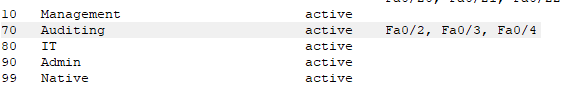 10 Management active
70 Auditing active Fa0/2, Fa0/3, Fa0/4
80 IT active
90 Admin active
99 Native active